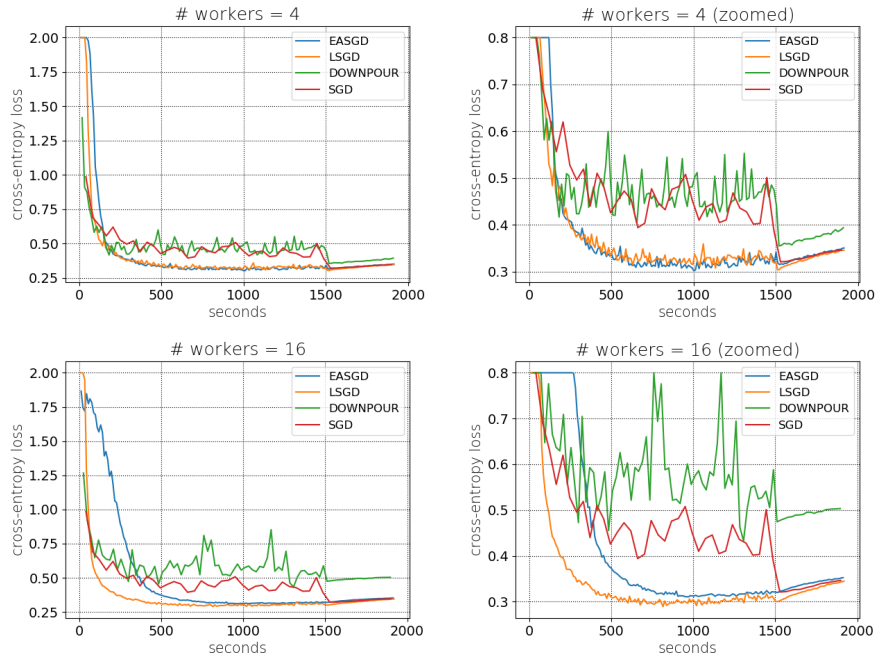 # workers = 4
cross-entropy loss
2.00
1.75
1.50
1.25
1.00
0.75
0.50
0.25
EASGD
LSGD
DOWNPOUR
SGD
0 500 1000 1500 2000
seconds
# workers = 4 (zoomed)
cross-entropy loss
0.8
0.7
0.6
0.5
0.4
0.3
EASGD
LSGD
DOWNPOUR
SGD
0 500 1000 1500 2000
seconds
# workers = 16
cross-entropy loss
2.00
1.75
1.50
1.25
1.00
0.75
0.50
0.25
EASGD
LSGD
DOWNPOUR
SGD
0 500 1000 1500 2000
seconds
# workers = 16 (zoomed)
cross-entropy loss
0.8
0.7
0.6
0.5
0.4
0.3
EASGD
LSGD
DOWNPOUR
SGD
0 500 1000 1500 2000
seconds